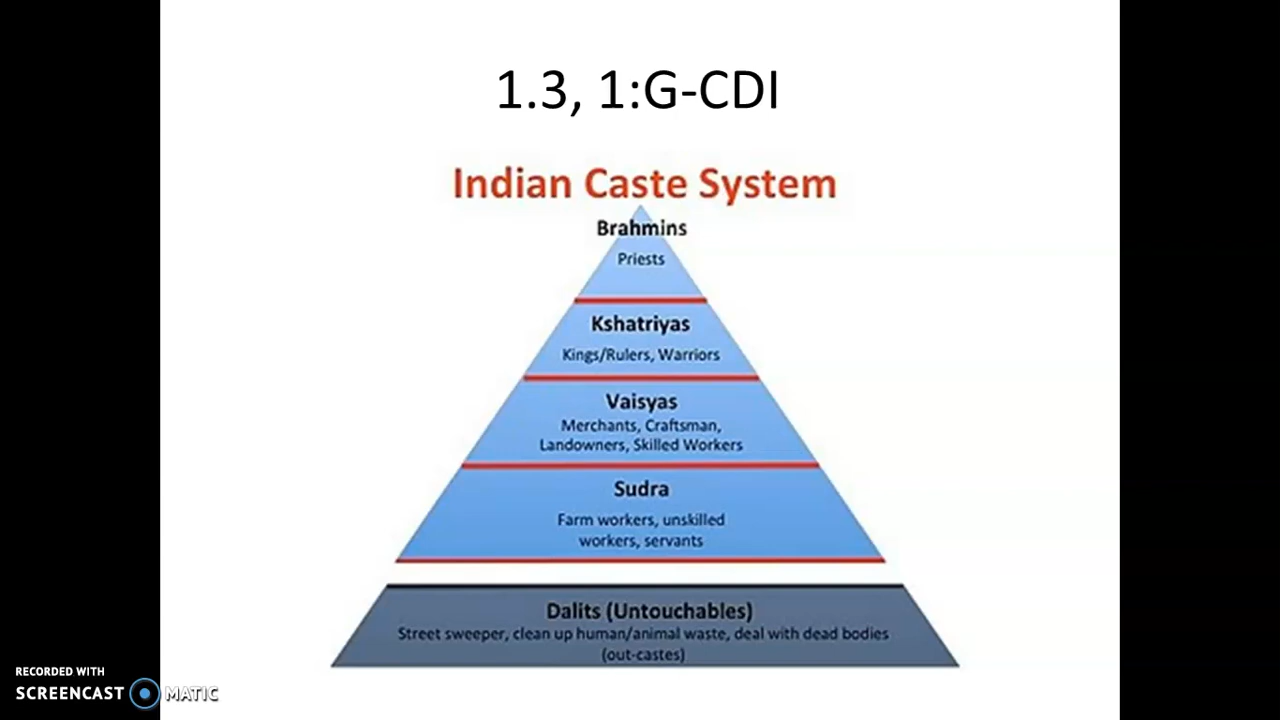 1.3, 1:G-CDI
Indian Caste System
Brahmins
Priests
Kshatriyas
Kings/Rulers, Warriors
Vaisyas
Merchants, Craftsman,
Landowners, Skilled Workers
Sudra
Farm workers, unskilled
workers, servants
Dalits (Untouchables)
Street sweeper, clean up human/animal waste, deal with dead bodies
(out-castes)
RECORDED WITH
SCREENCAST MATIC